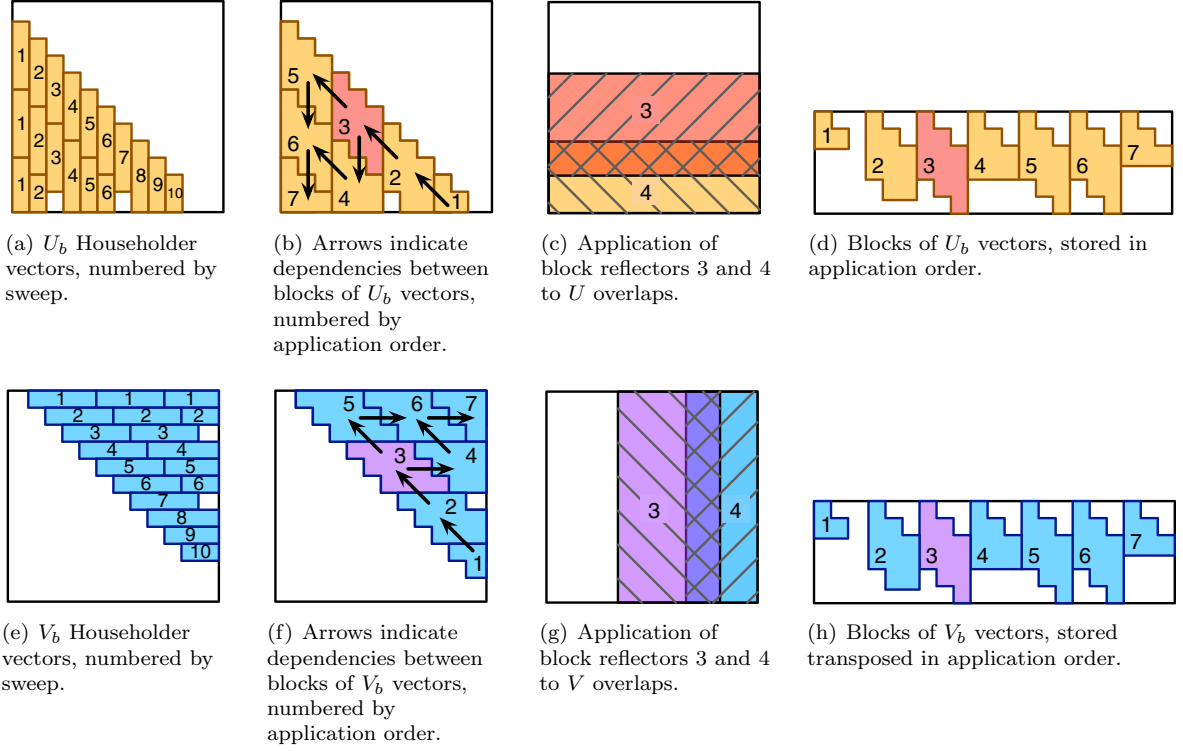 1
2
3
4
1 5
2 6
3 7
1 4 8
2 5 6 9 10
5
3
6
2
7 4 1
3
4
1
2 3 4 5 6 7
(a) U_b Householder
vectors, numbered by
sweep.
(b) Arrows indicate
dependencies between
blocks of U_b vectors,
numbered by
application order.
(c) Application of
block reflectors 3 and 4
to U overlaps.
(d) Blocks of U_b vectors, stored in
application order.
1 1 1
2 2 2
3 3
4 4
5 5
6 6
7
8
9
10
5 6 7
3 4
2
1
3 4
1
2 3 4 5 6 7
(e) V_b Householder
vectors, numbered by
sweep.
(f) Arrows indicate
dependencies between
blocks of V_b vectors,
numbered by
application order.
(g) Application of
block reflectors 3 and 4
to V overlaps.
(h) Blocks of V_b vectors, stored
transposed in application order.